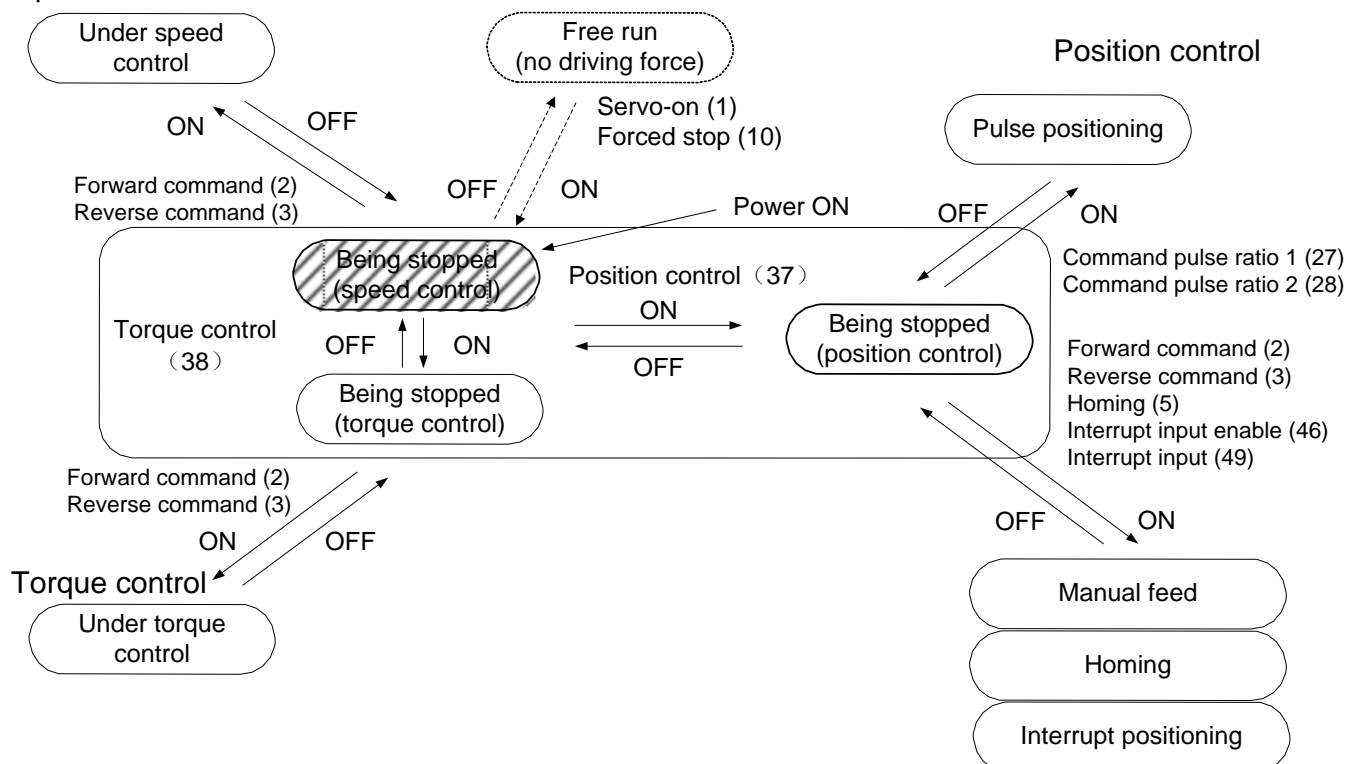 Under speed
control
Free run
(no driving force)
Position control
Servo-on (1)
Forced stop (10)
Pulse positioning
ON
OFF
Forward command (2)
Reverse command (3)
OFF
ON
Power ON
OFF
ON
Being stopped
(speed control)
Position control（37）
Command pulse ratio 1 (27)
Command pulse ratio 2 (28)
Torque control
（38）
OFF
ON
ON
OFF
Being stopped
(position control)
Being stopped
(torque control)
Forward command (2)
Reverse command (3)
Homing (5)
Interrupt input enable (46)
Interrupt input (49)
Forward command (2)
Reverse command (3)
ON
OFF
OFF
ON
Torque control
Under torque
control
Manual feed
Homing
Interrupt positioning